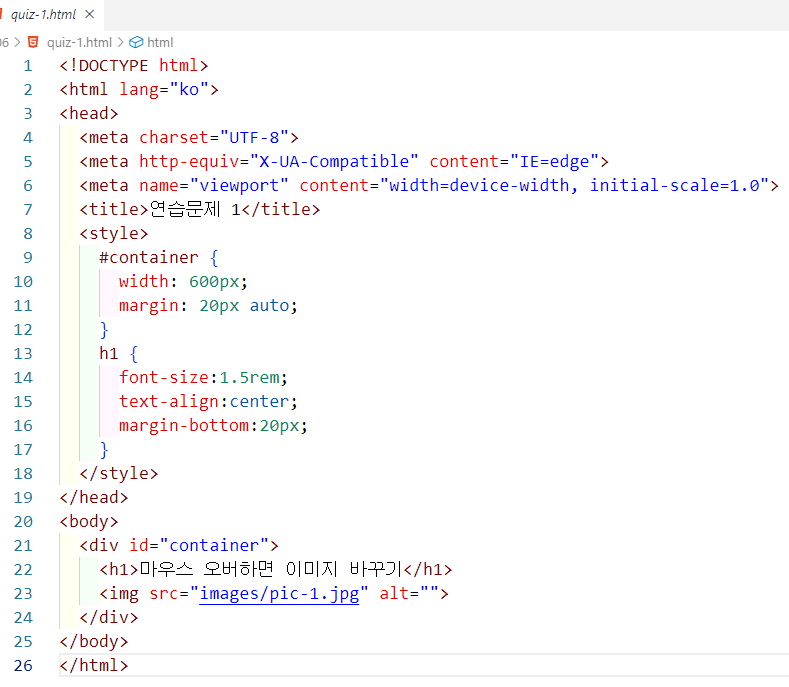 quiz-1.html
06 > quiz-1.html > html
1 <!DOCTYPE html>
2 <html lang="ko">
3 <head>
4   <meta charset="UTF-8">
5   <meta http-equiv="X-UA-Compatible" content="IE=edge">
6   <meta name="viewport" content="width=device-width, initial-scale=1.0">
7   <title>연습문제 1</title>
8   <style>
9     #container {
10       width: 600px;
11       margin: 20px auto;
12     }
13     h1 {
14       font-size:1.5rem;
15       text-align:center;
16       margin-bottom:20px;
17     }
18   </style>
19 </head>
20 <body>
21   <div id="container">
22     <h1>마우스 오버하면 이미지 바꾸기</h1>
23     <img src="images/pic-1.jpg" alt="">
24   </div>
25 </body>
26 </html>